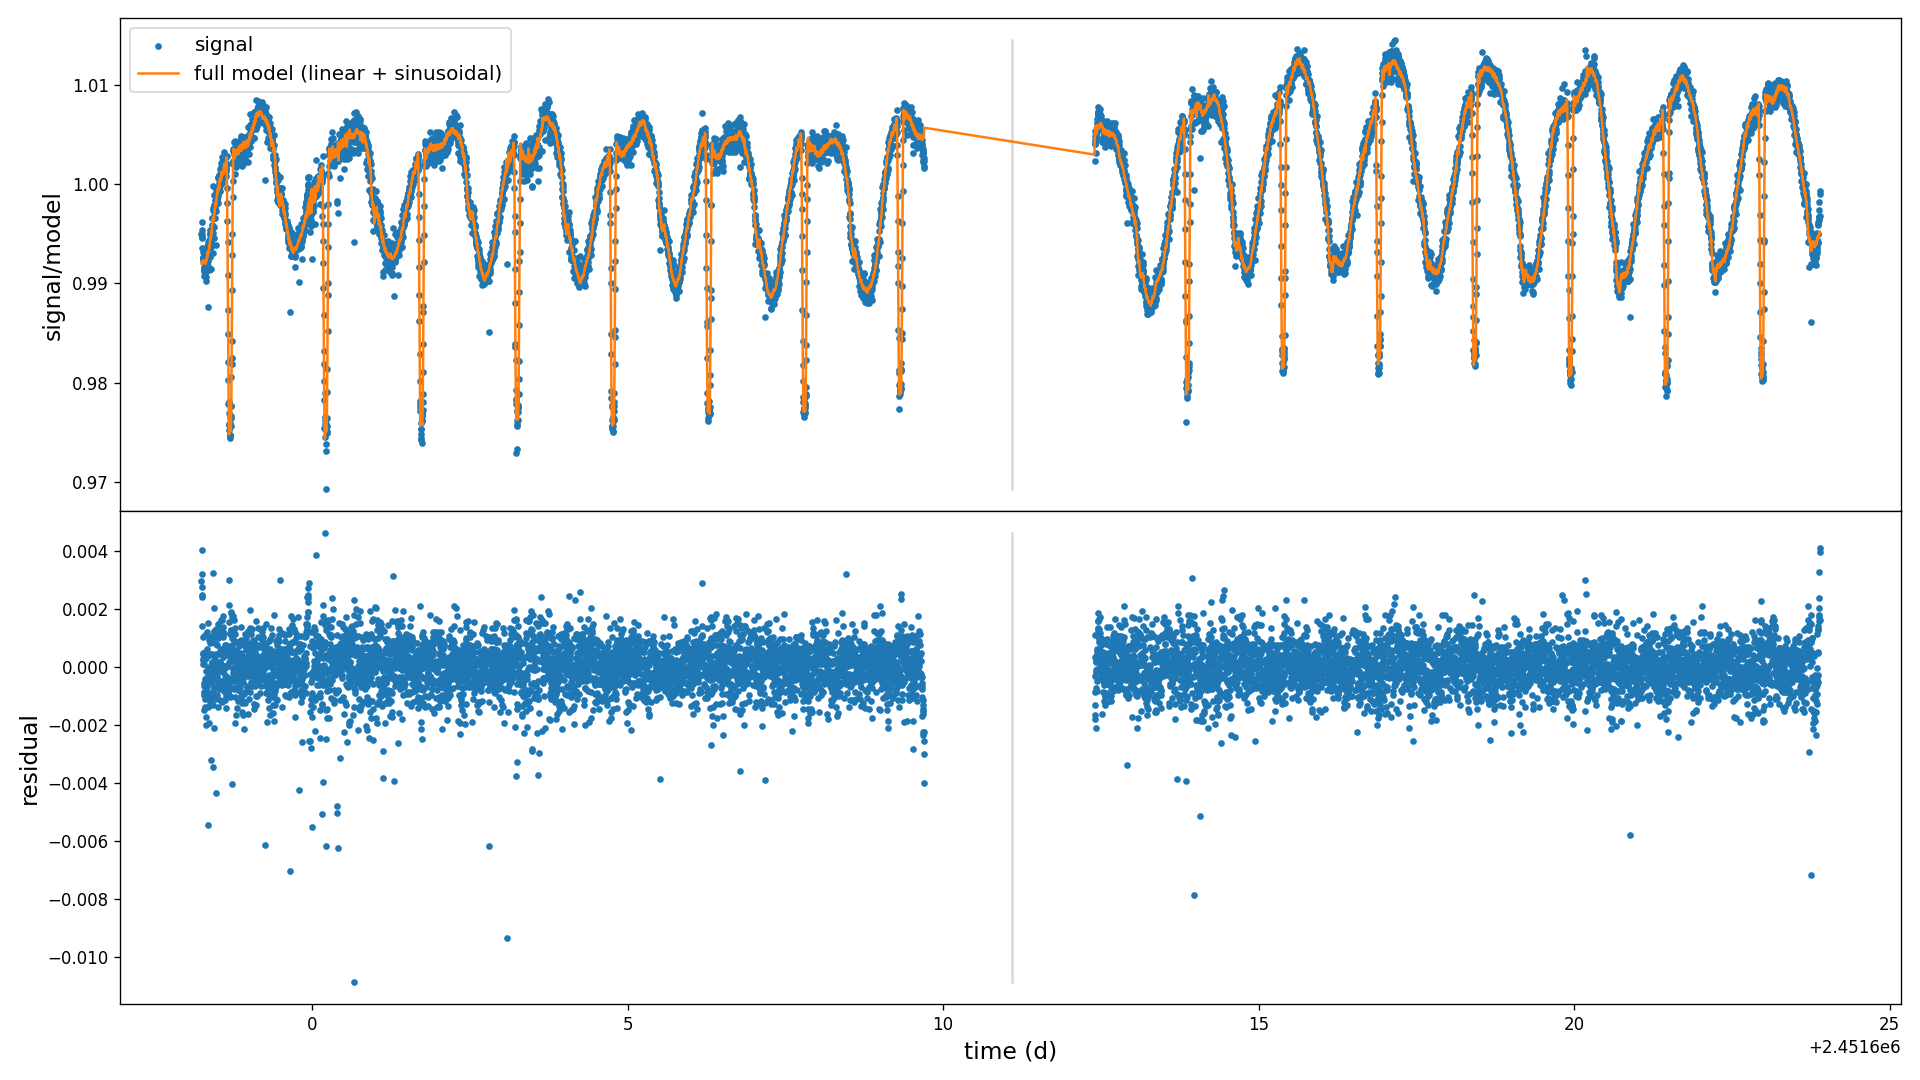 signal
full model (linear + sinusoidal)
signal/model
1.01
1.00
0.99
0.98
0.97
residual
0.004
0.002
0.000
−0.002
−0.004
−0.006
−0.008
−0.010
0 5 10 15 20 25
time (d)
+2.4516e6